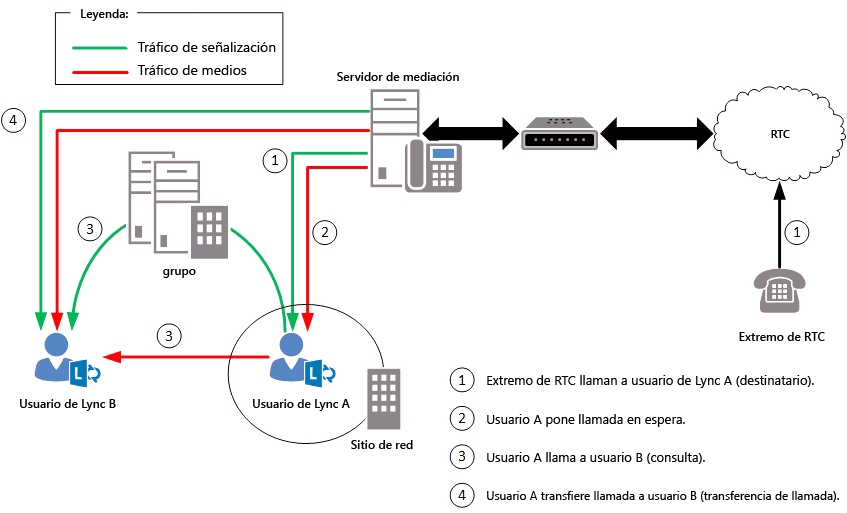 Leyenda:
Tráfico de señalización
Tráfico de medios
Servidor de mediación
4
1
RTC
3
2
1
grupo
3
Extremo de RTC
L
L
Usuario de Lync B
Usuario de Lync A
Sitio de red
1 Extremo de RTC llaman a usuario de Lync A (destinatario).
2 Usuario A pone llamada en espera.
3 Usuario A llama a usuario B (consulta).
4 Usuario A transfiere llamada a usuario B (transferencia de llamada).